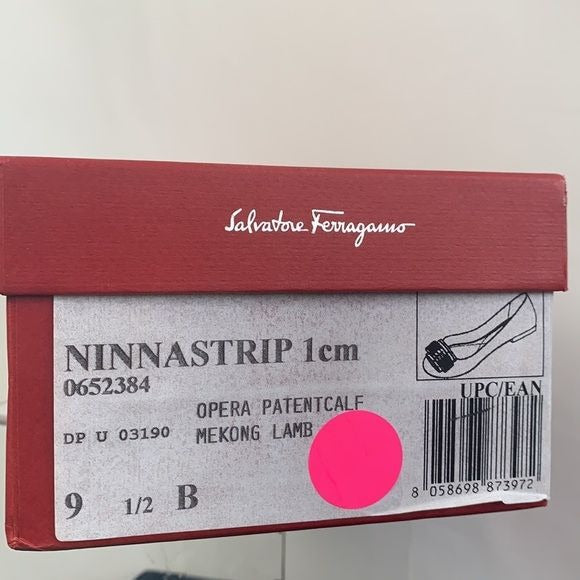 Salvatore Ferragamo
NINNASTRIP 1cm
0652384
UPC/EAN
OPERA PATENTCALF
DP U 03190 MEKONG LAMB
9 1/2 B
8 058698 873972